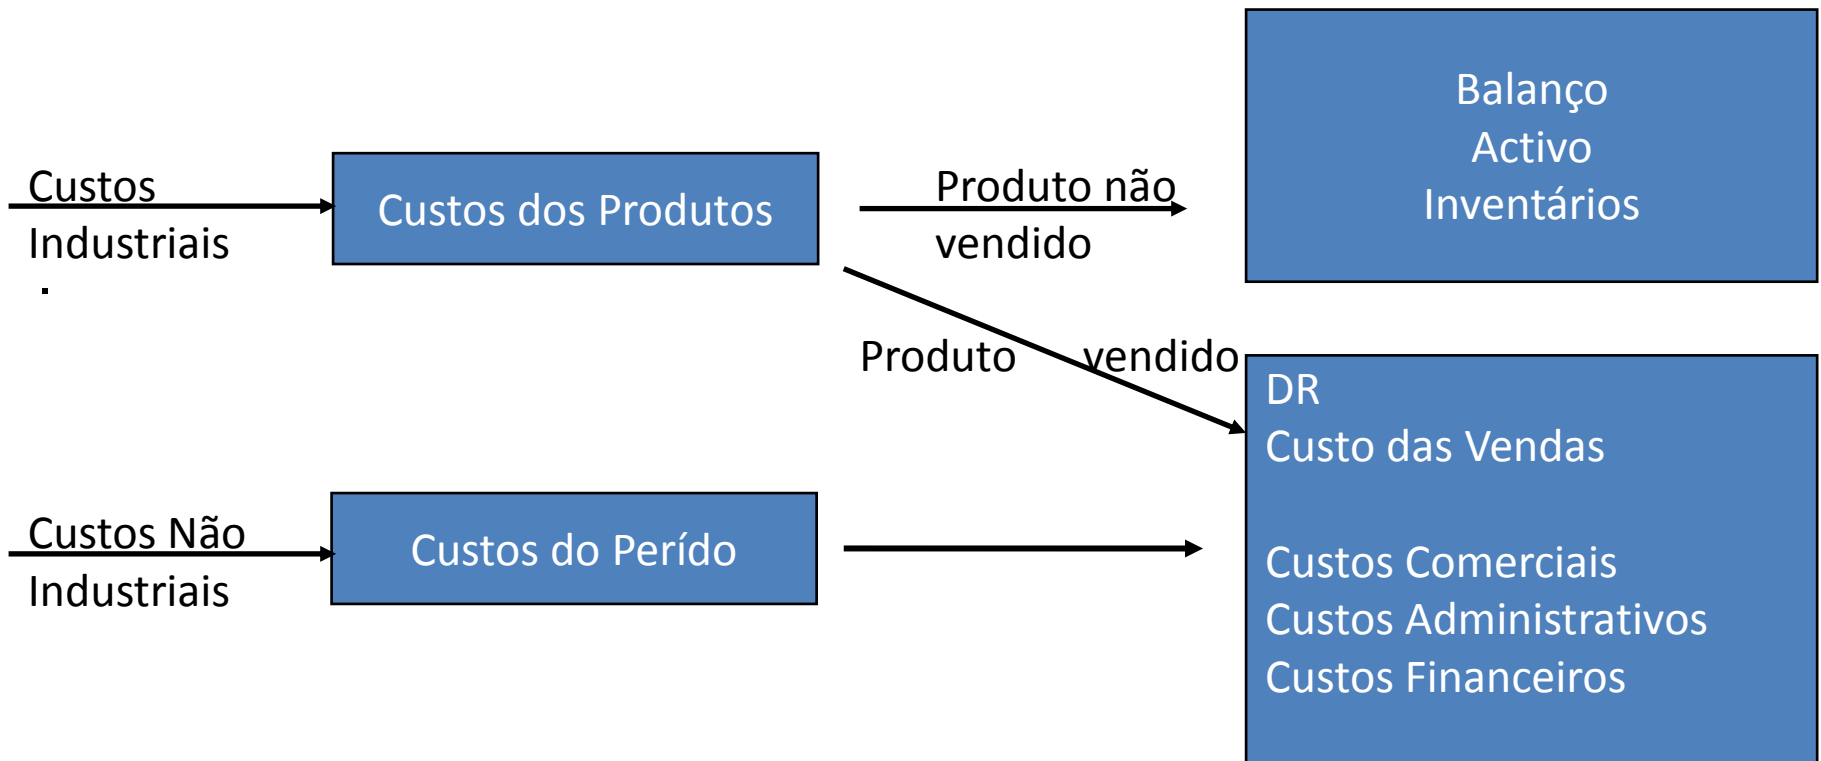 Custos
Industriais
.
Custos dos Produtos
Produto não
vendido
Balanço
Activo
Inventários
Produto vendido
DR
Custo das Vendas
Custos Comerciais
Custos Administrativos
Custos Financeiros
Custos Não
Industriais
Custos do Perído